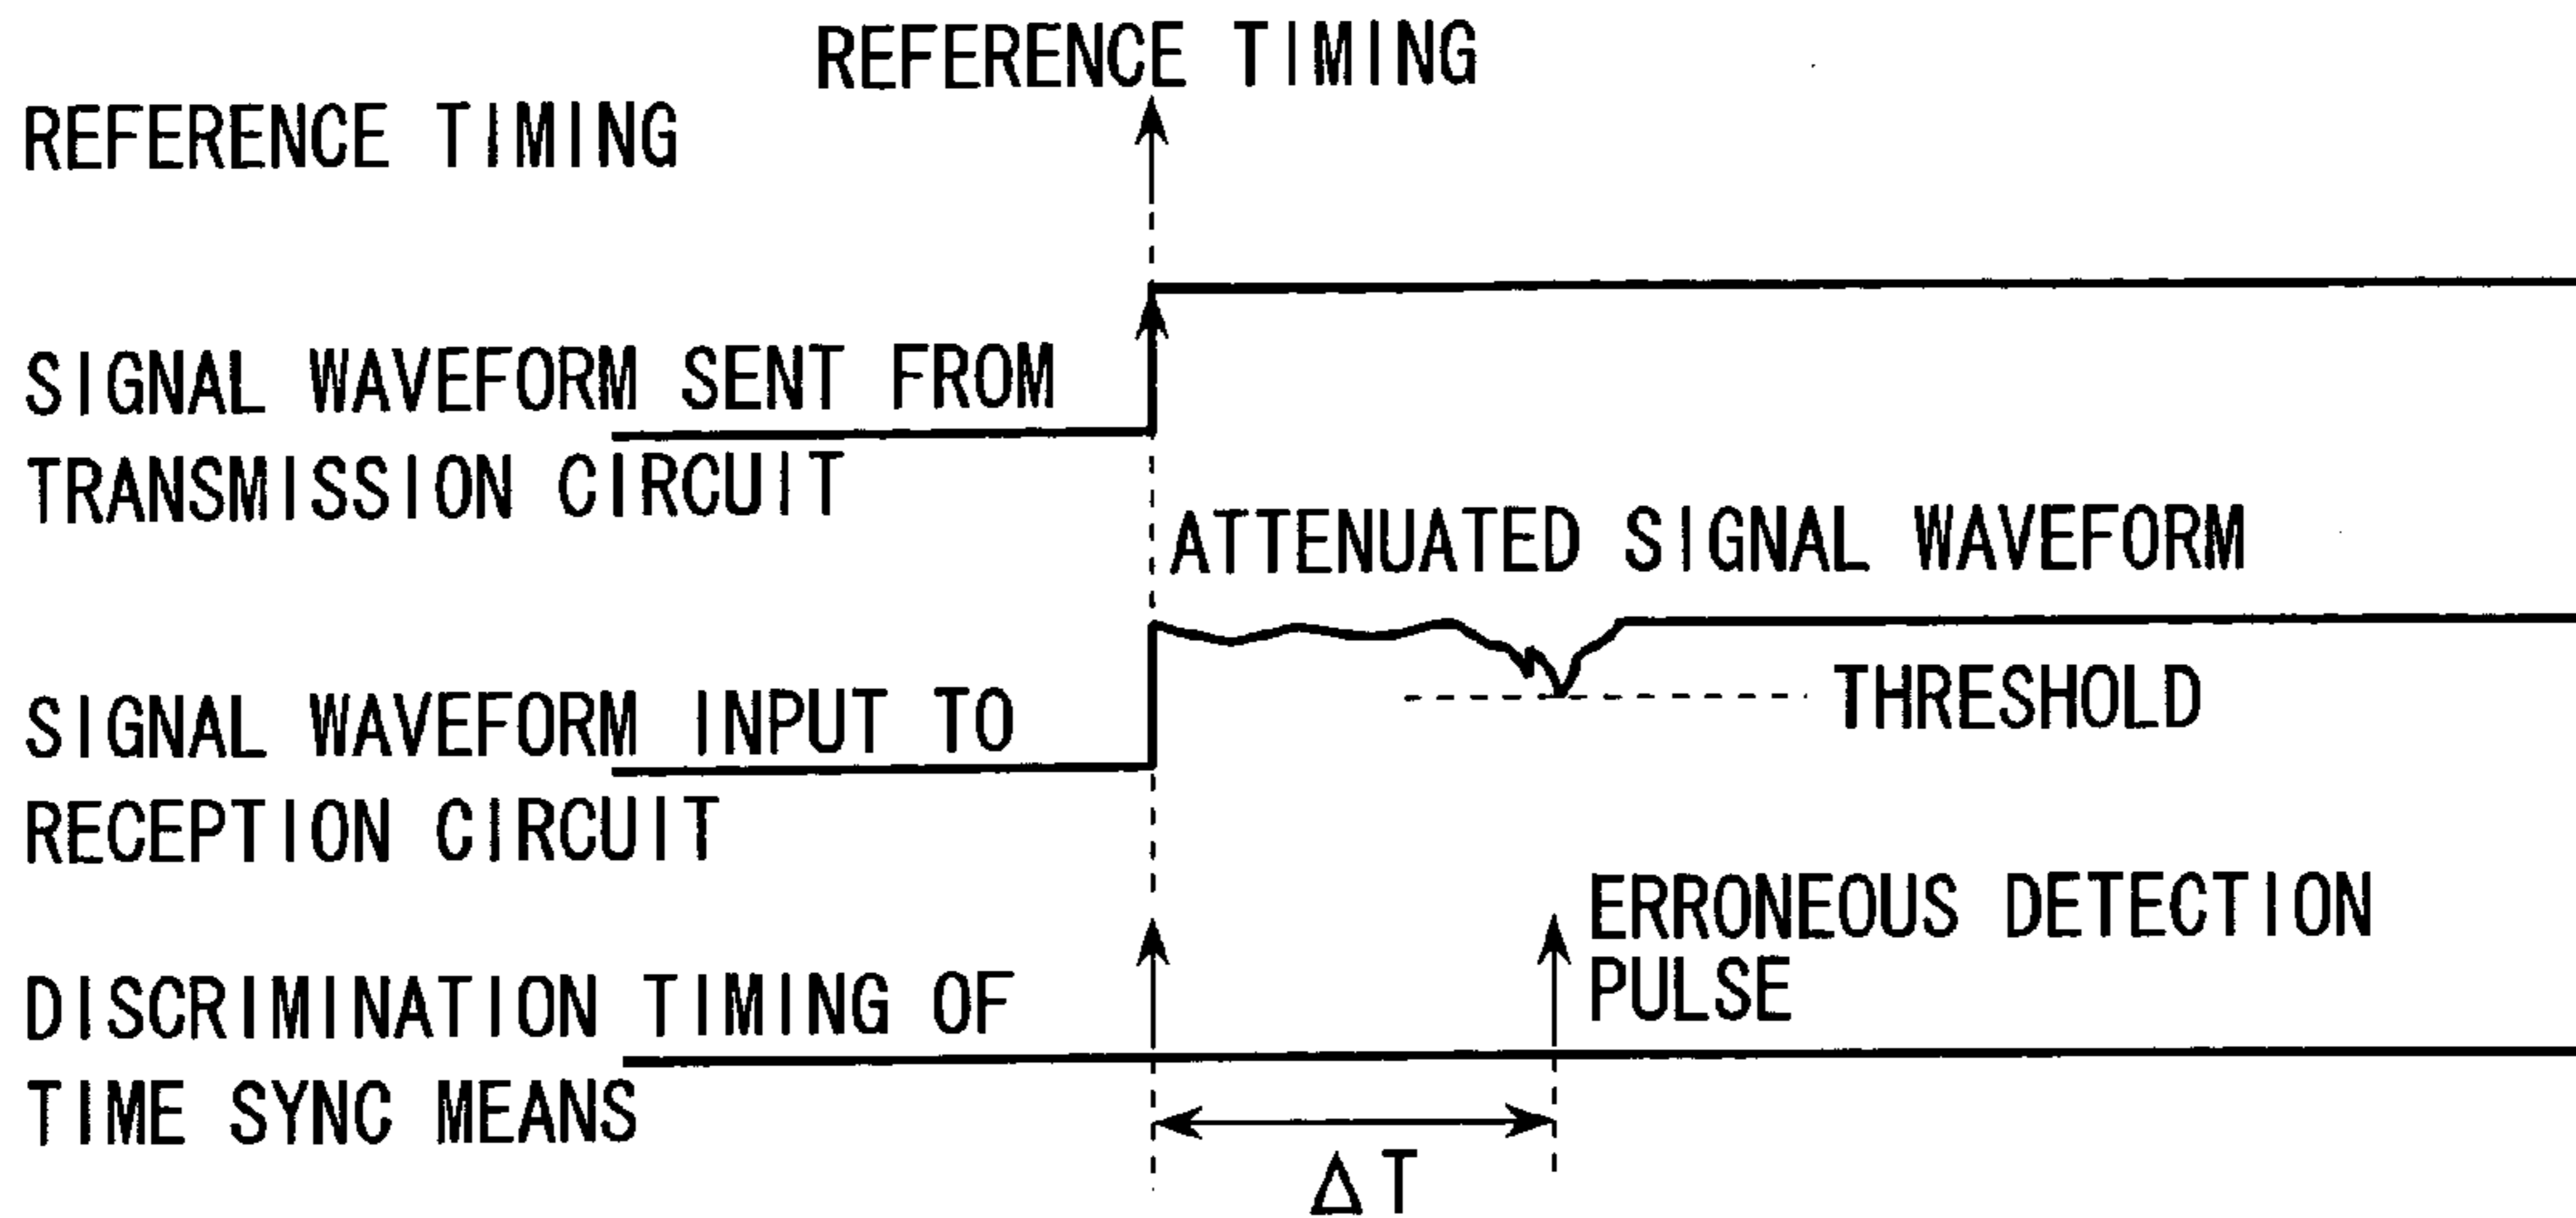 REFERENCE TIMING
REFERENCE TIMING
SIGNAL WAVEFORM SENT FROM
TRANSMISSION CIRCUIT
ATTENUATED SIGNAL WAVEFORM
SIGNAL WAVEFORM INPUT TO
RECEPTION CIRCUIT
THRESHOLD
ERRONEOUS DETECTION
PULSE
DISCRIMINATION TIMING OF
TIME SYNC MEANS
ΔT